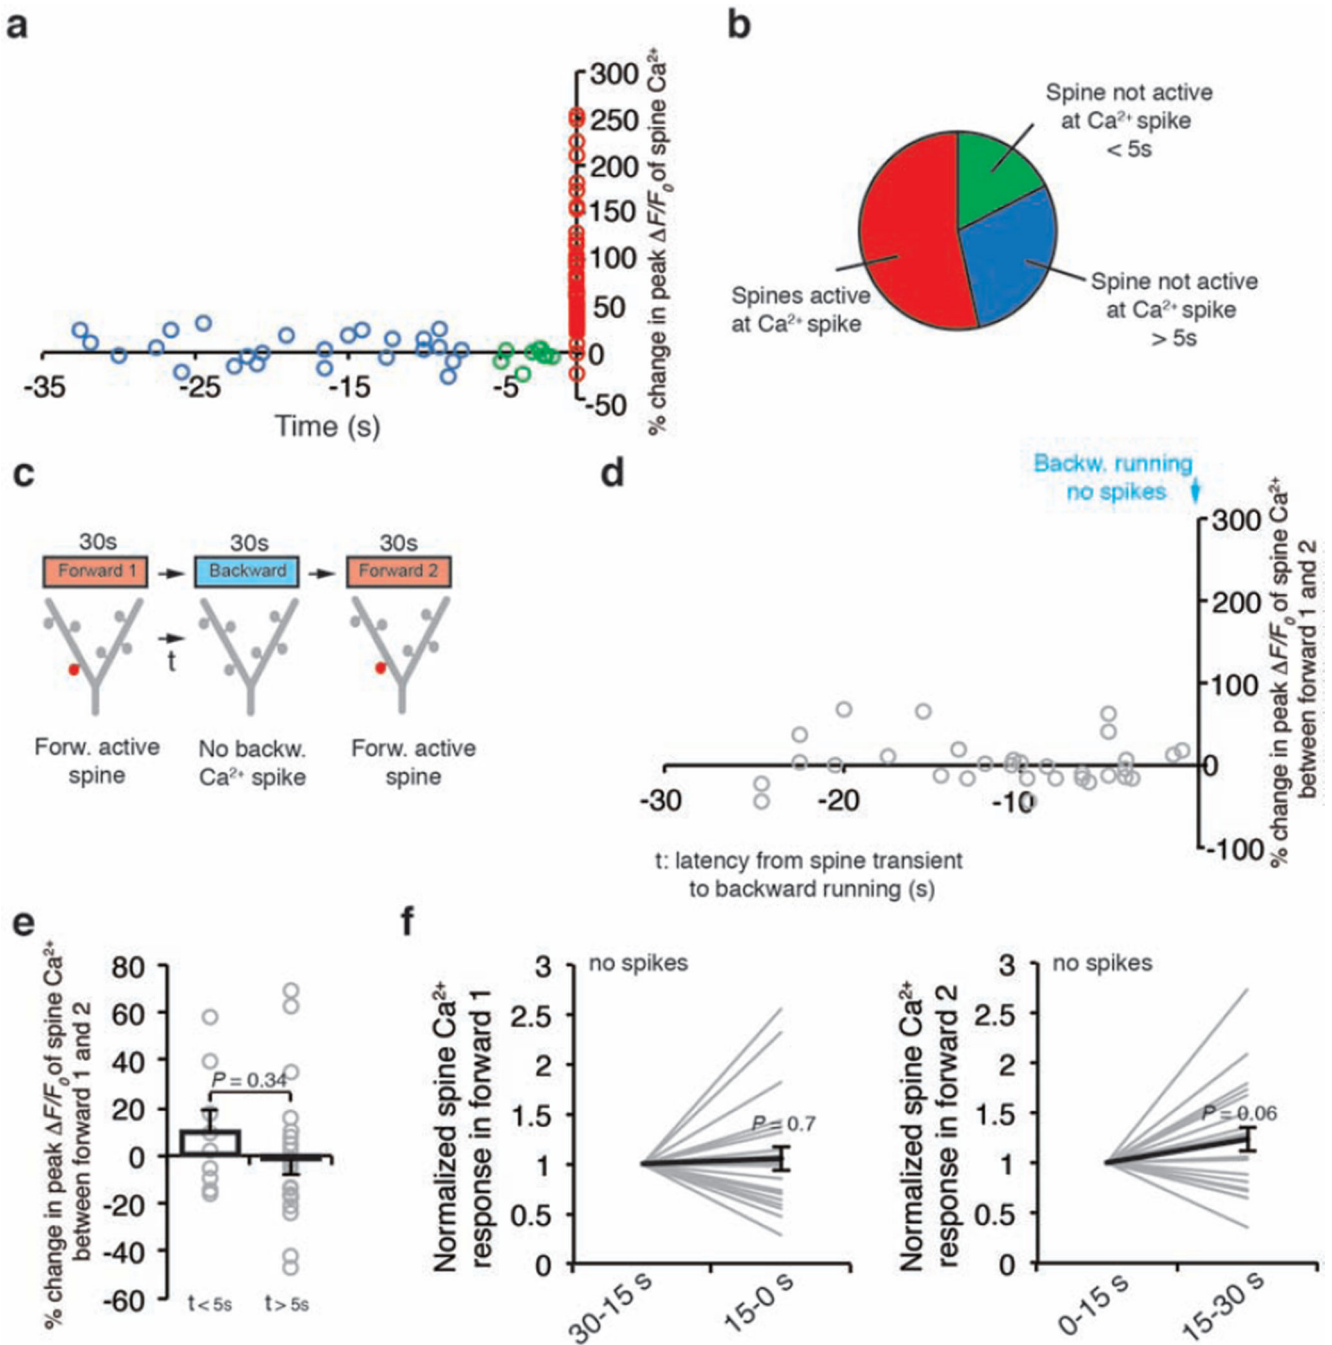 a
300
250
200
150
100
50
0
-50
% change in peak ΔF/F₀ of spine Ca²⁺
-35
-25
-15
-5
Time (s)
b
Spine not active
at Ca²⁺ spike
< 5s
Spines active
at Ca²⁺ spike
Spine not active
at Ca²⁺ spike
> 5s
c
30s
30s
30s
Forward 1
Backward
Forward 2
t
Forw. active
spine
No backw.
Ca²⁺ spike
Forw. active
spine
d
Backw. running
no spikes
300
200
100
0
-100
% change in peak ΔF/F₀ of spine Ca²⁺
between forward 1 and 2
-30
-20
-10
t: latency from spine transient
to backward running (s)
e
% change in peak ΔF/F₀ of spine Ca²⁺
between forward 1 and 2
80
60
40
20
0
-20
-40
-60
P = 0.34
t < 5s
t > 5s
f
Normalized spine Ca²⁺
response in forward 1
3
2.5
2
1.5
1
0.5
0
no spikes
P = 0.7
30-15 s
15-0 s
Normalized spine Ca²⁺
response in forward 2
3
2.5
2
1.5
1
0.5
0
no spikes
P = 0.06
0-15 s
15-30 s